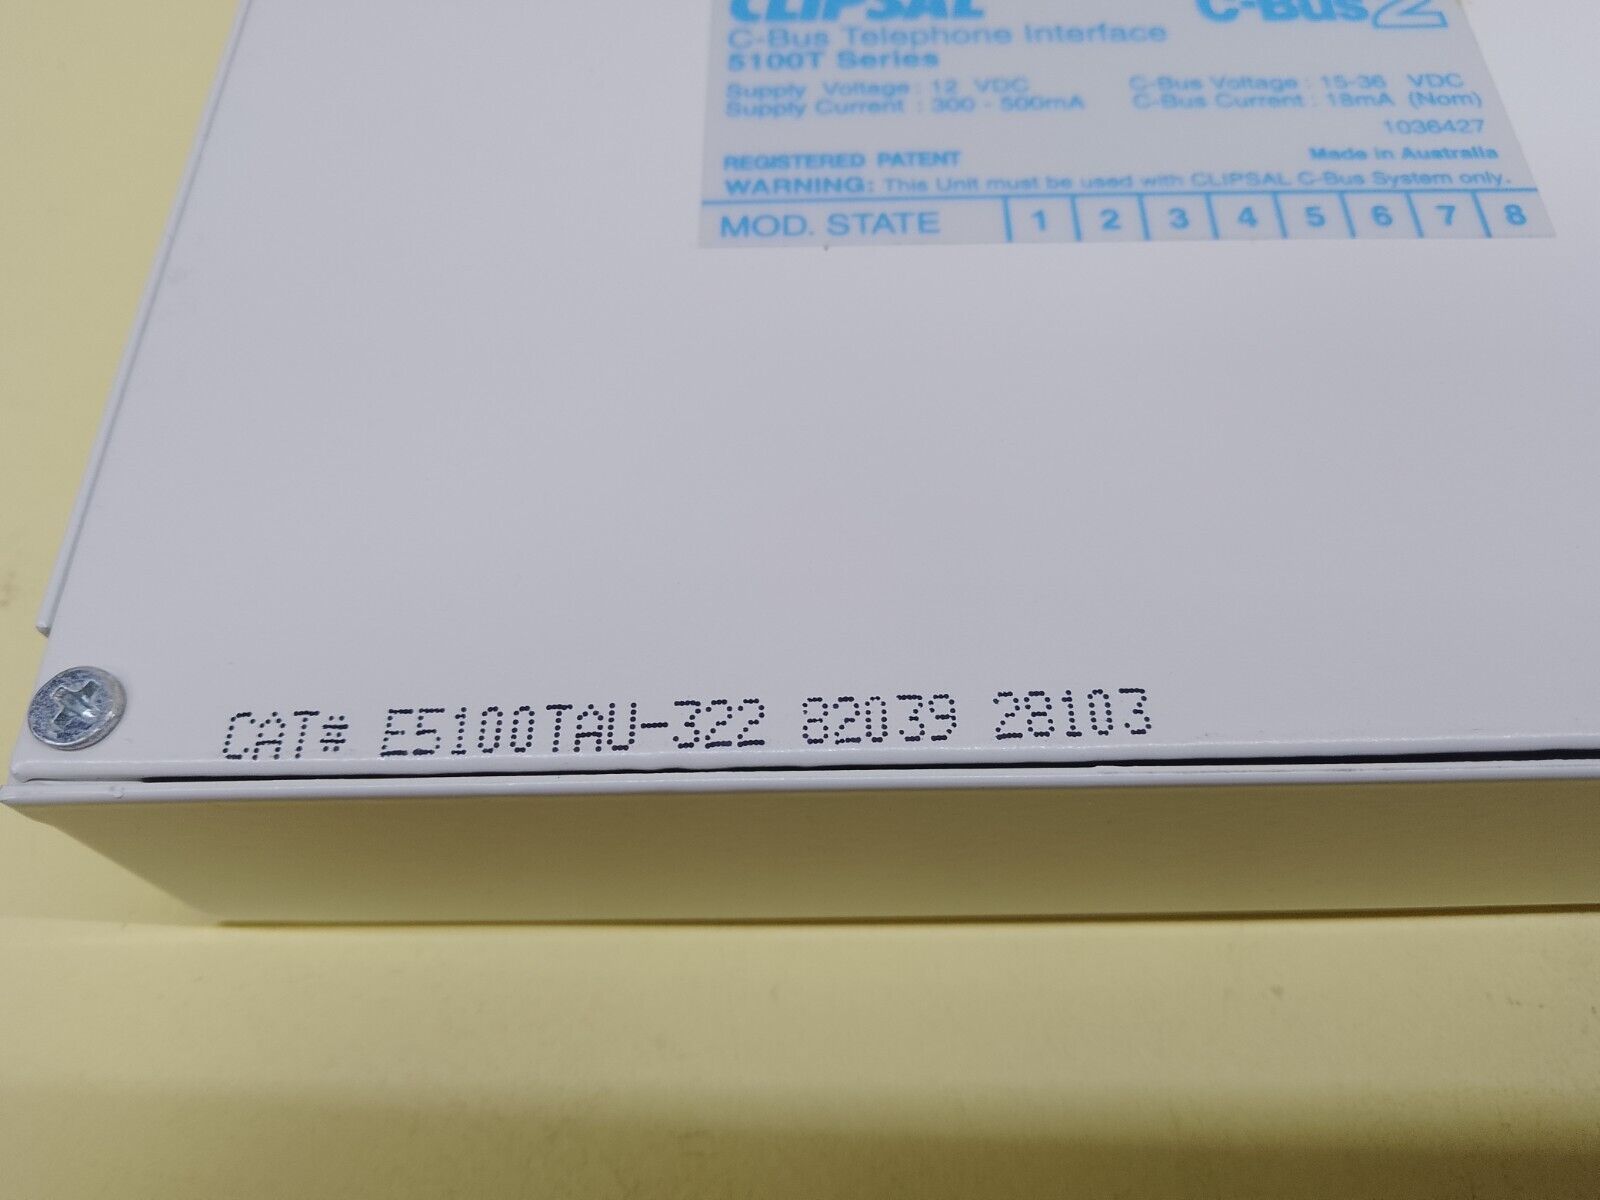 CLIPSAL C-Bus2
C-Bus Telephone Interface
5100T Series
Supply Voltage : 12 VDC C-Bus Voltage : 15-36 VDC
Supply Current : 300 - 500mA C-Bus Current : 18mA (Nom)
1036427
REGISTERED PATENT Made in Australia
WARNING: This Unit must be used with CLIPSAL C-Bus System only.
MOD. STATE 1 2 3 4 5 6 7 8
CAT# E5100TAU-322 82039 28103